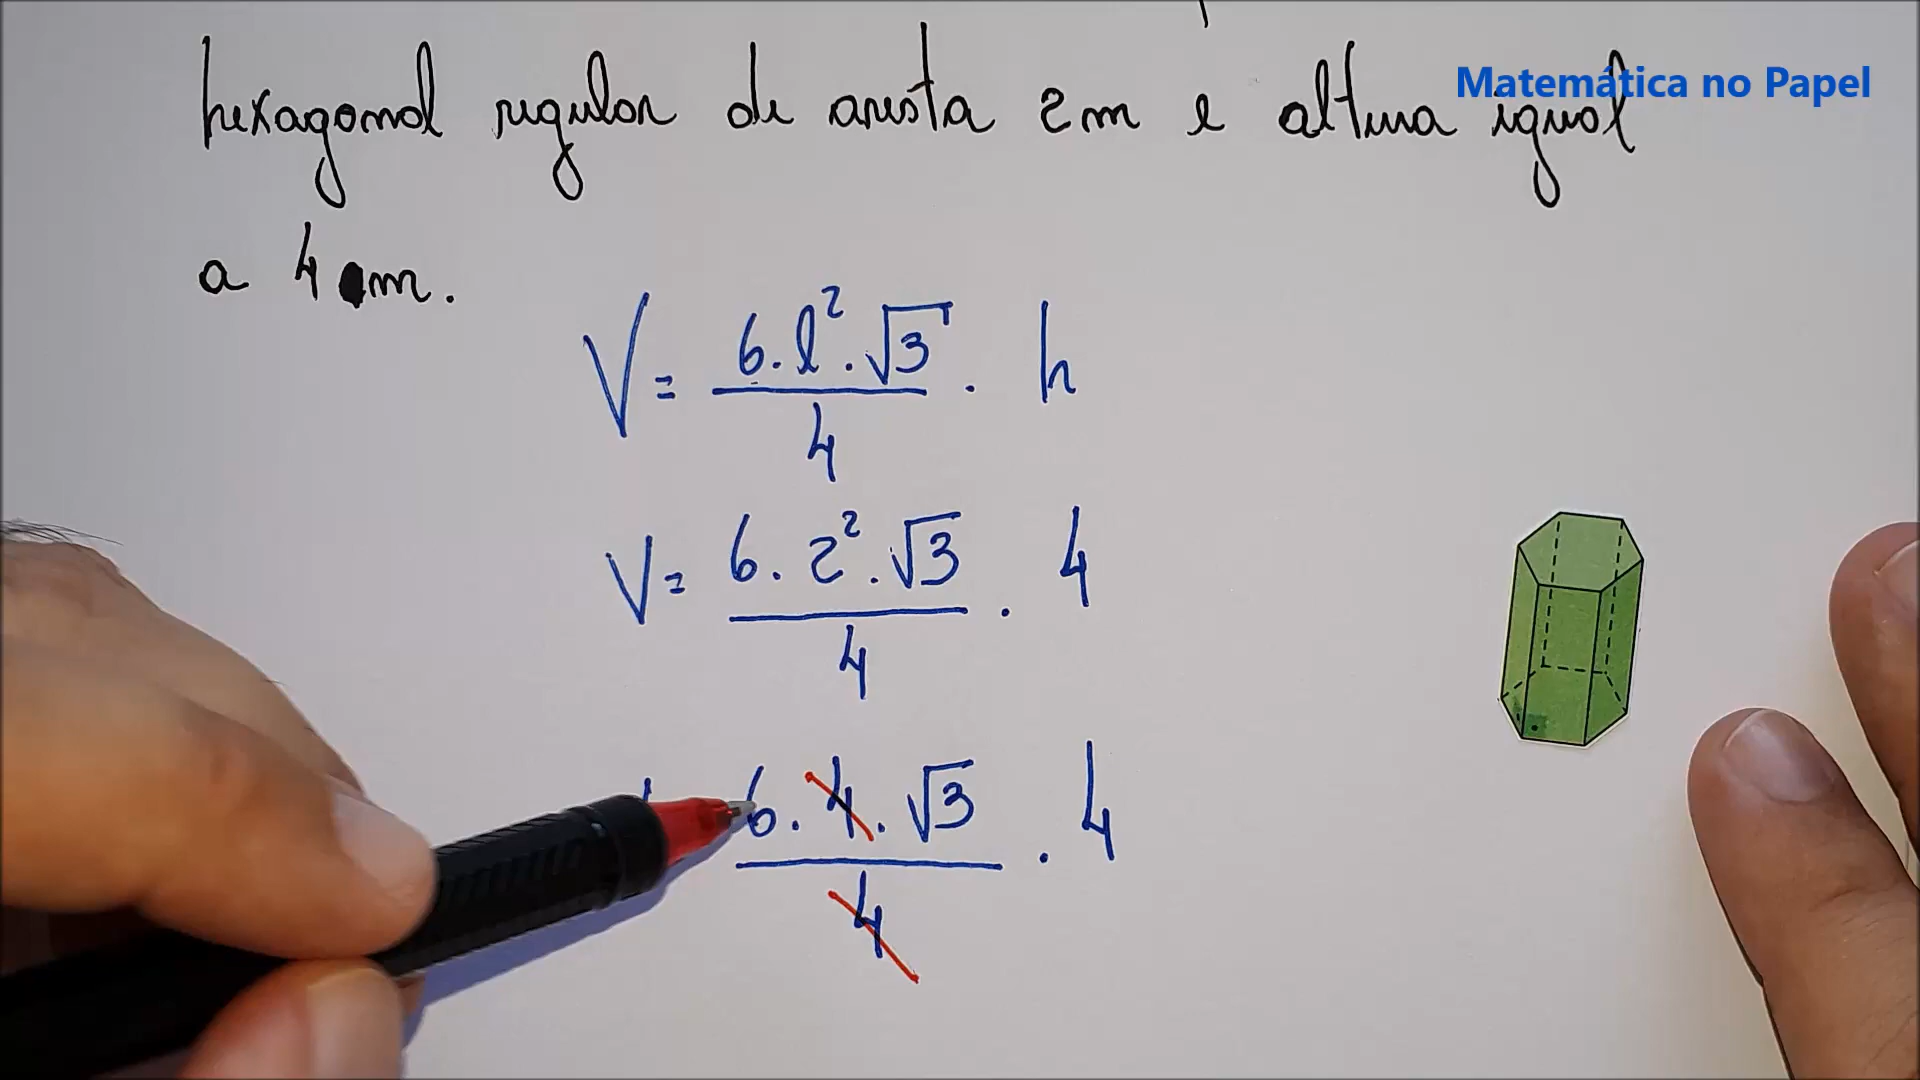 Matemática no Papel
hexagonal regular de aresta 2m e altura igual
a 4 m.
V = 6.l².√3 / 4 . h
V = 6.2².√3 / 4 . 4
6.4.√3 / 4 . 4